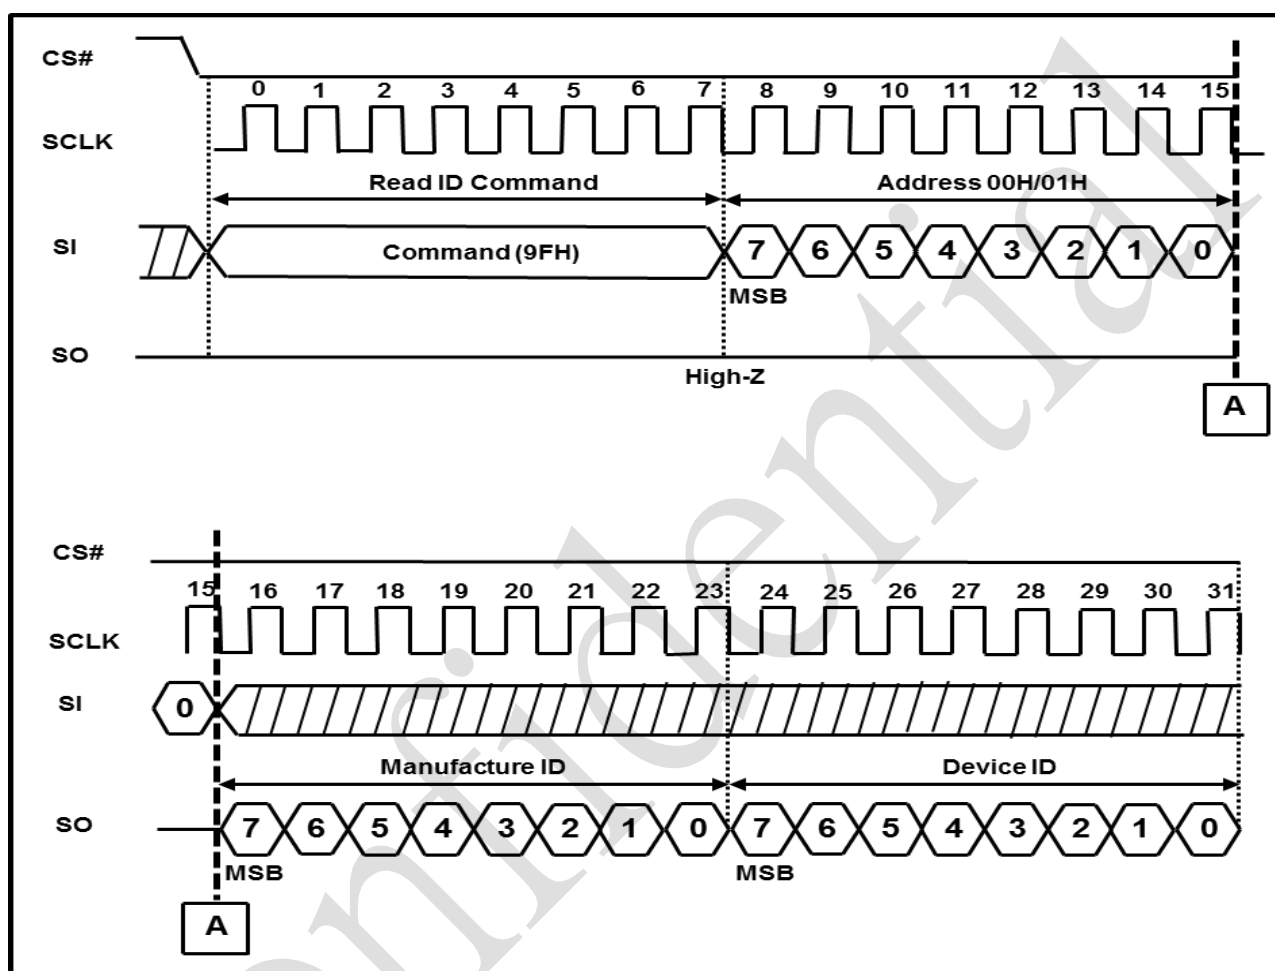 CS#
0 1 2 3 4 5 6 7 8 9 10 11 12 13 14 15
SCLK
Read ID Command Address 00H/01H
SI Command (9FH) 7 6 5 4 3 2 1 0
MSB
SO
High-Z
A
CS#
15 16 17 18 19 20 21 22 23 24 25 26 27 28 29 30 31
SCLK
SI 0
Manufacture ID Device ID
SO 7 6 5 4 3 2 1 0 7 6 5 4 3 2 1 0
MSB MSB
A
onfidential